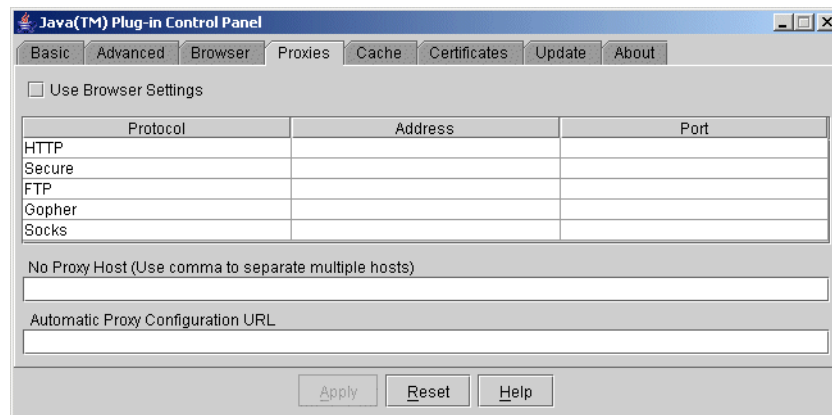 Java(TM) Plug-in Control Panel
Basic Advanced Browser Proxies Cache Certificates Update About
Use Browser Settings
Protocol Address Port
HTTP
Secure
FTP
Gopher
Socks
No Proxy Host (Use comma to separate multiple hosts)
Automatic Proxy Configuration URL
Apply Reset Help